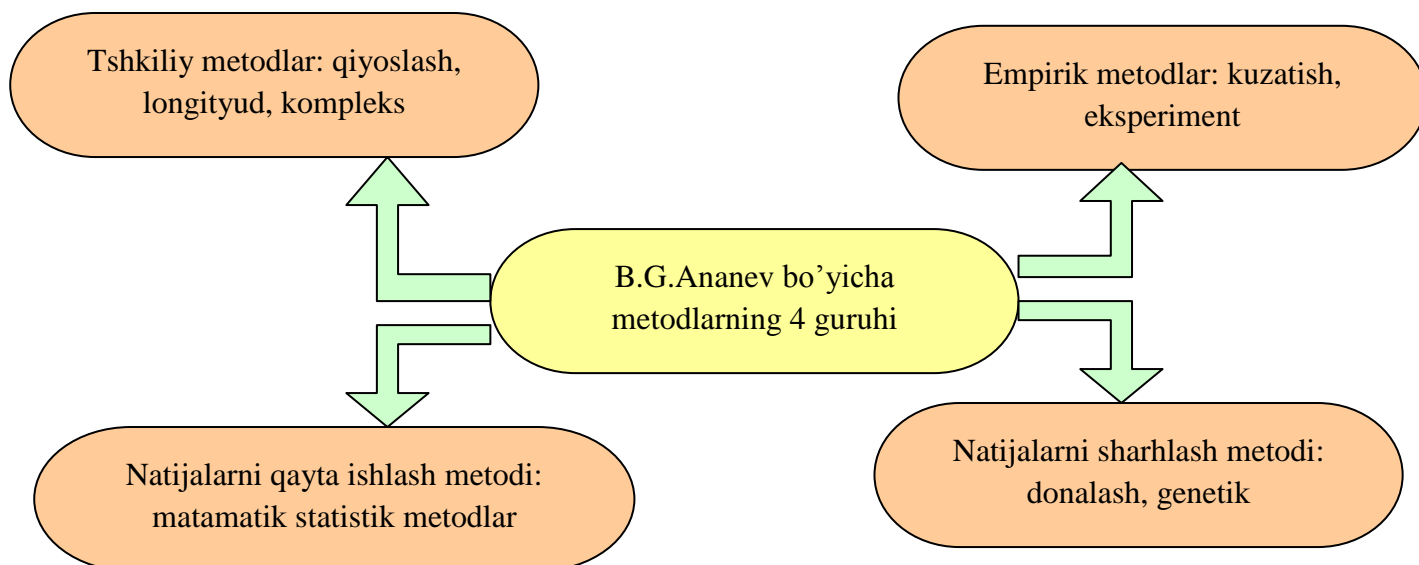 Tshkiliy metodlar: qiyoslash,
longityud, kompleks
Empirik metodlar: kuzatish,
eksperiment
B.G.Ananev bo’yicha
metodlarning 4 guruhi
Natijalarni qayta ishlash metodi:
matamatik statistik metodlar
Natijalarni sharhlash metodi:
donalash, genetik